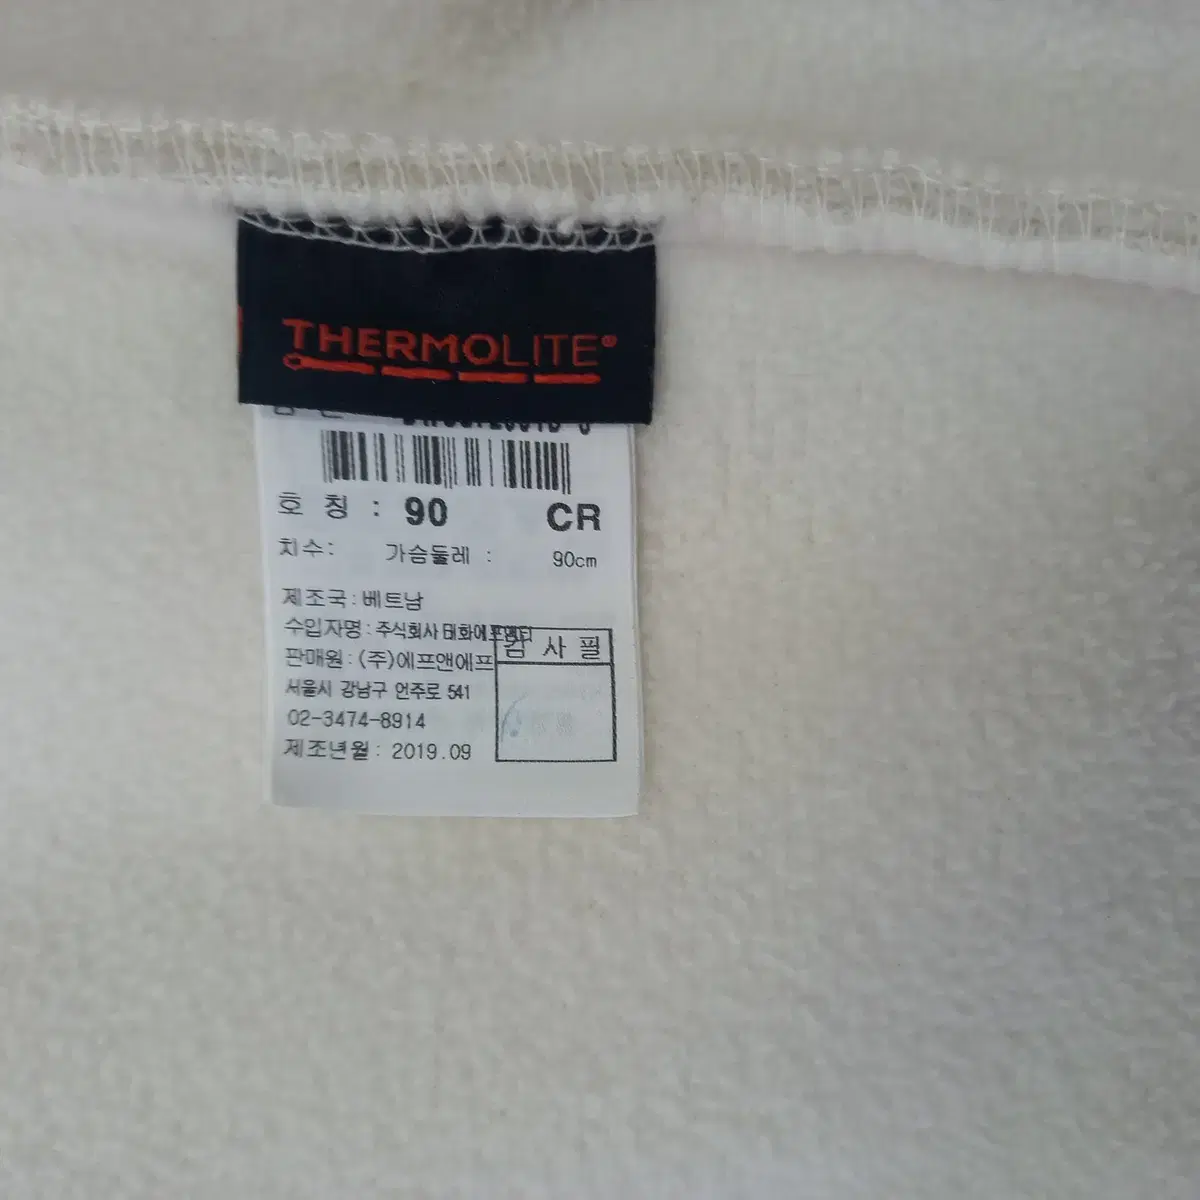 THERMOLITE®
호 칭 : 90 CR
치수: 가슴둘레 : 90cm
제조국:베트남
수입자명:주식회사 태화에프앤티
검 사 필
판매원:(주)에프앤에프
서울시 강남구 언주로 541
02-3474-8914
제조년월: 2019.09